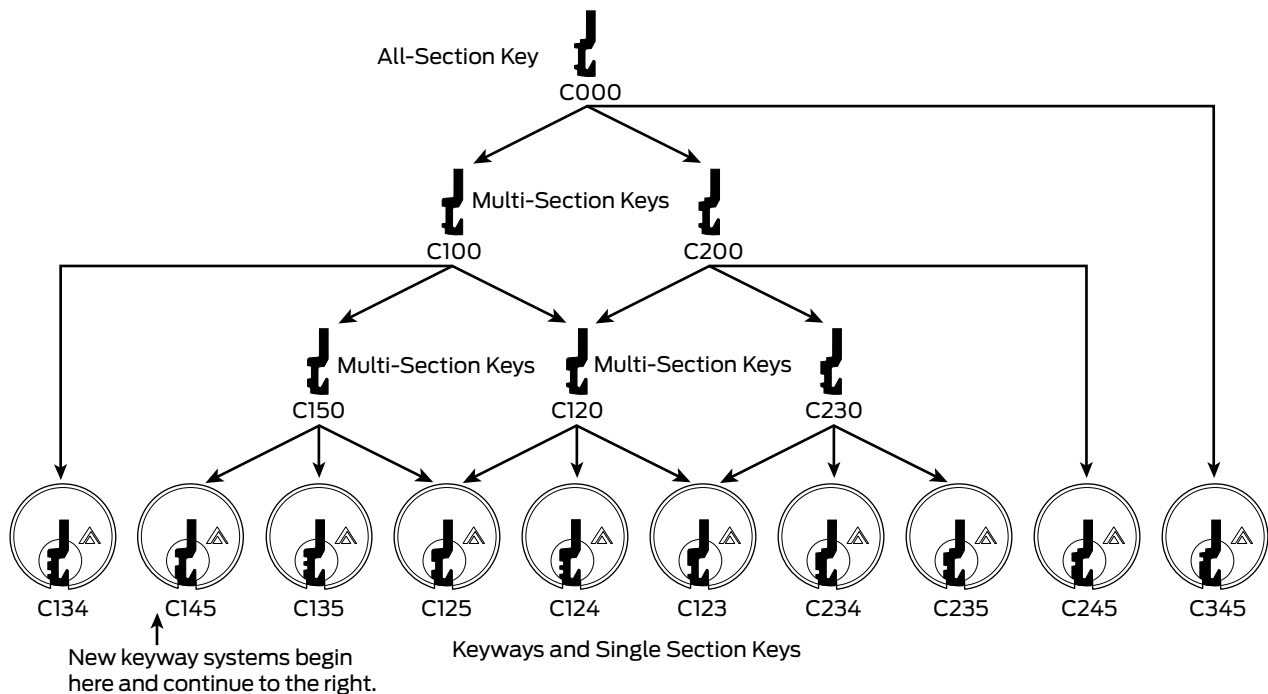 All-Section Key
C000
Multi-Section Keys
C100
C200
Multi-Section Keys
Multi-Section Keys
C150
C120
C230
C134
C145
C135
C125
C124
C123
C234
C235
C245
C345
New keyway systems begin
here and continue to the right.
Keyways and Single Section Keys